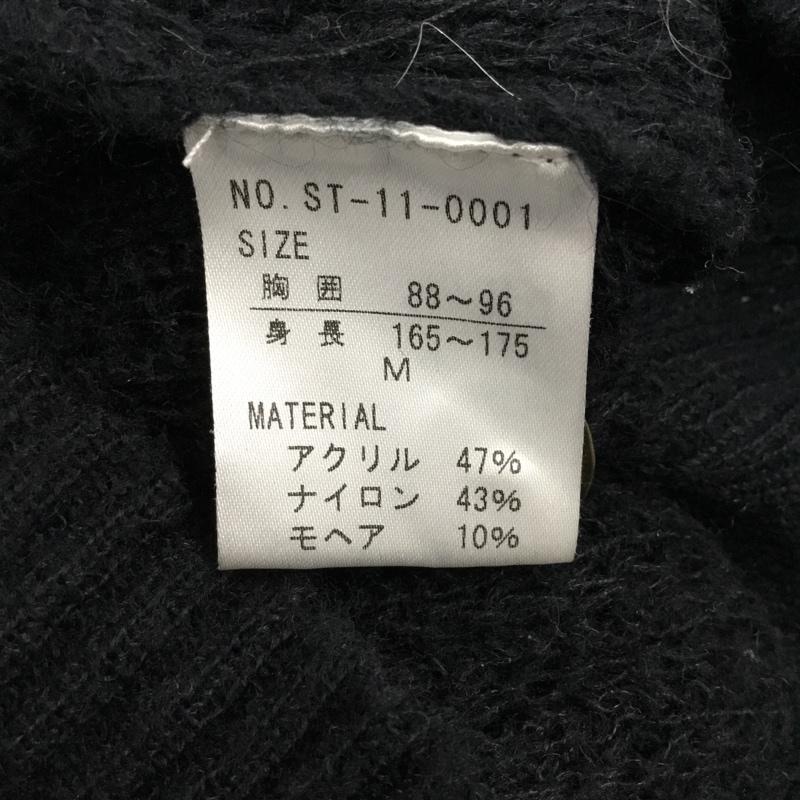 NO. ST-11-0001
SIZE
胸 囲 88～96
身 長 165～175
M
MATERIAL
アクリル 47%
ナイロン 43%
モヘア 10%